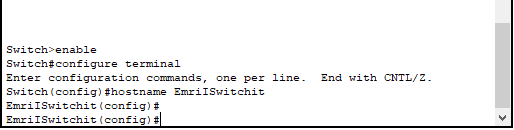 Switch>enable
Switch#configure terminal
Enter configuration commands, one per line.  End with CNTL/Z.
Switch(config)#hostname EmriISwitchit
EmriISwitchit(config)#
EmriISwitchit(config)#